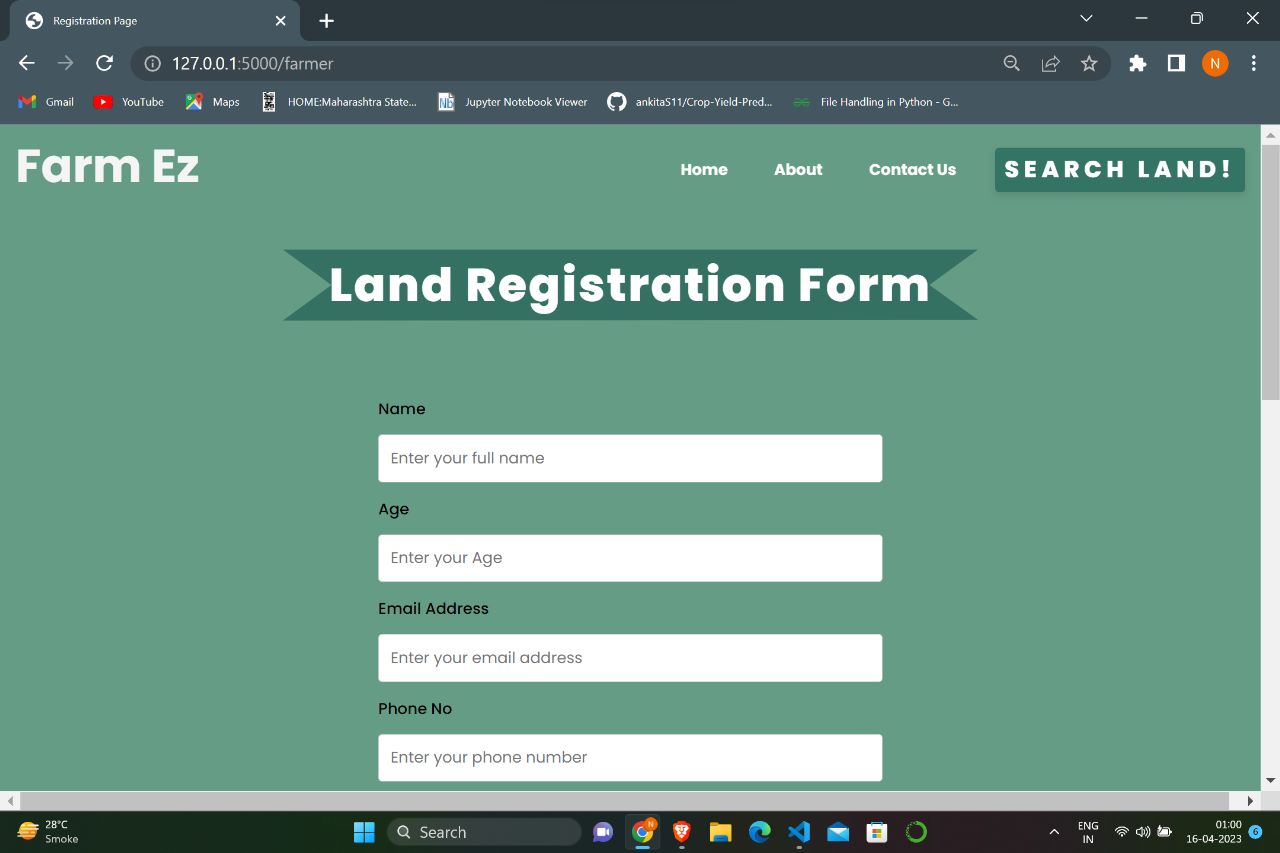 Registration Page
127.0.0.1:5000/farmer
N
Gmail YouTube Maps HOME:Maharashtra State... Jupyter Notebook Viewer ankitaS11/Crop-Yield-Pred... File Handling in Python - G...
Farm Ez
Home About Contact Us SEARCH LAND!
Land Registration Form
Name
Enter your full name
Age
Enter your Age
Email Address
Enter your email address
Phone No
Enter your phone number
28°C
Smoke
Search
ENG
IN
01:00
16-04-2023
6